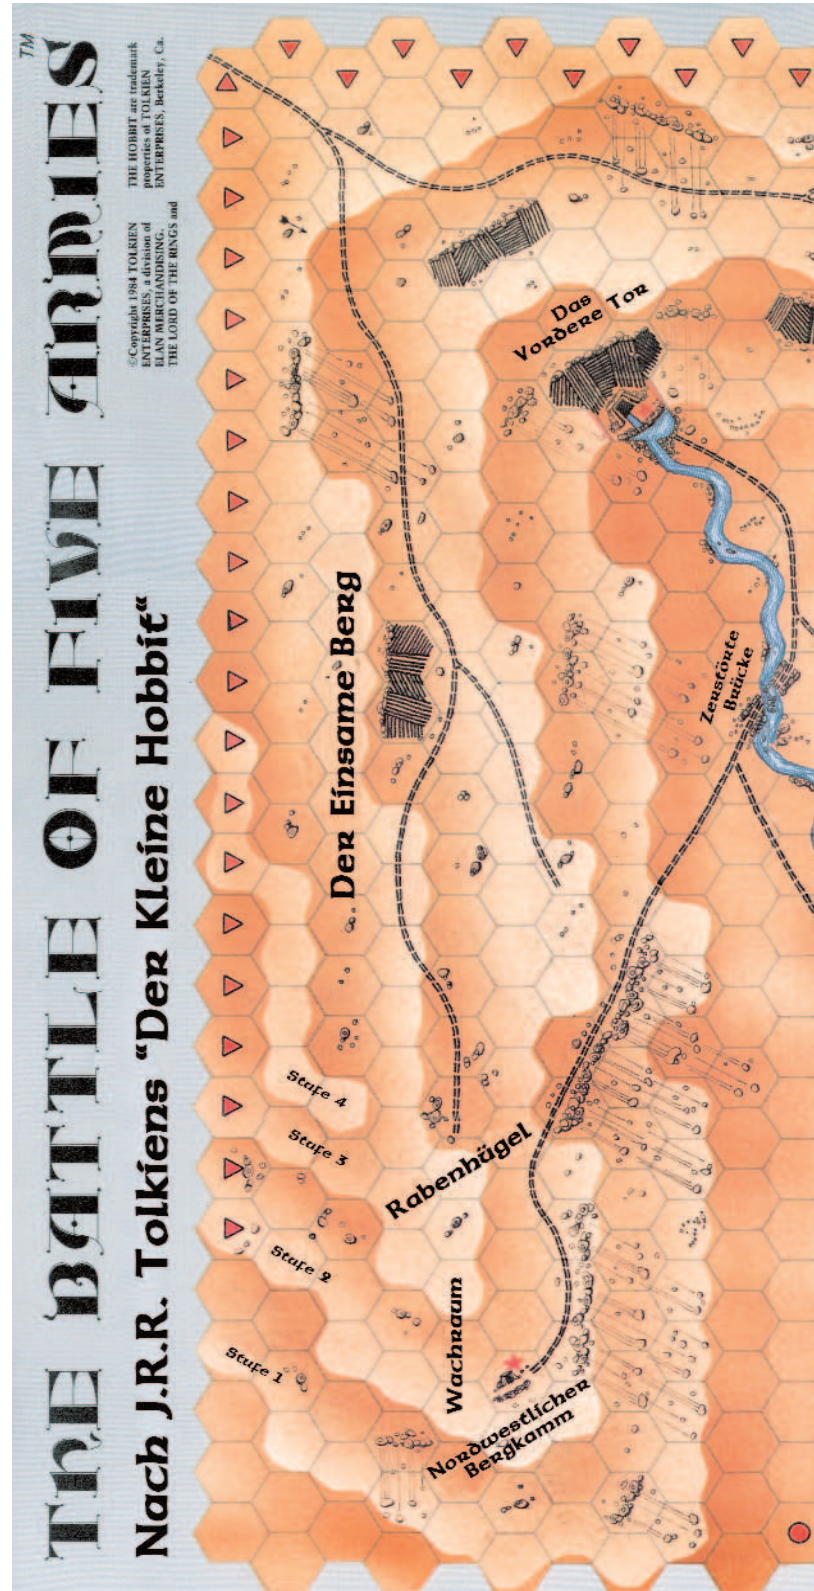 THE BATTLE OF FIVE ARMIES TM
Nach J.R.R. Tolkiens "Der Kleine Hobbit“
©Copyright 1984 TOLKIEN
ENTERPRISES, a division of
ELAN MERCHANDISING.
THE LORD OF THE RINGS and
THE HOBBIT are trademark
properties of TOLKIEN
ENTERPRISES, Berkeley, Ca.
Stufe 1
Stufe 2
Stufe 3
Stufe 4
Der Einsame Berg
Rabenhügel
Wachraum
Nordwestlicher
Bergkamm
Das
Vordere Tor
Zerstörte
Brücke